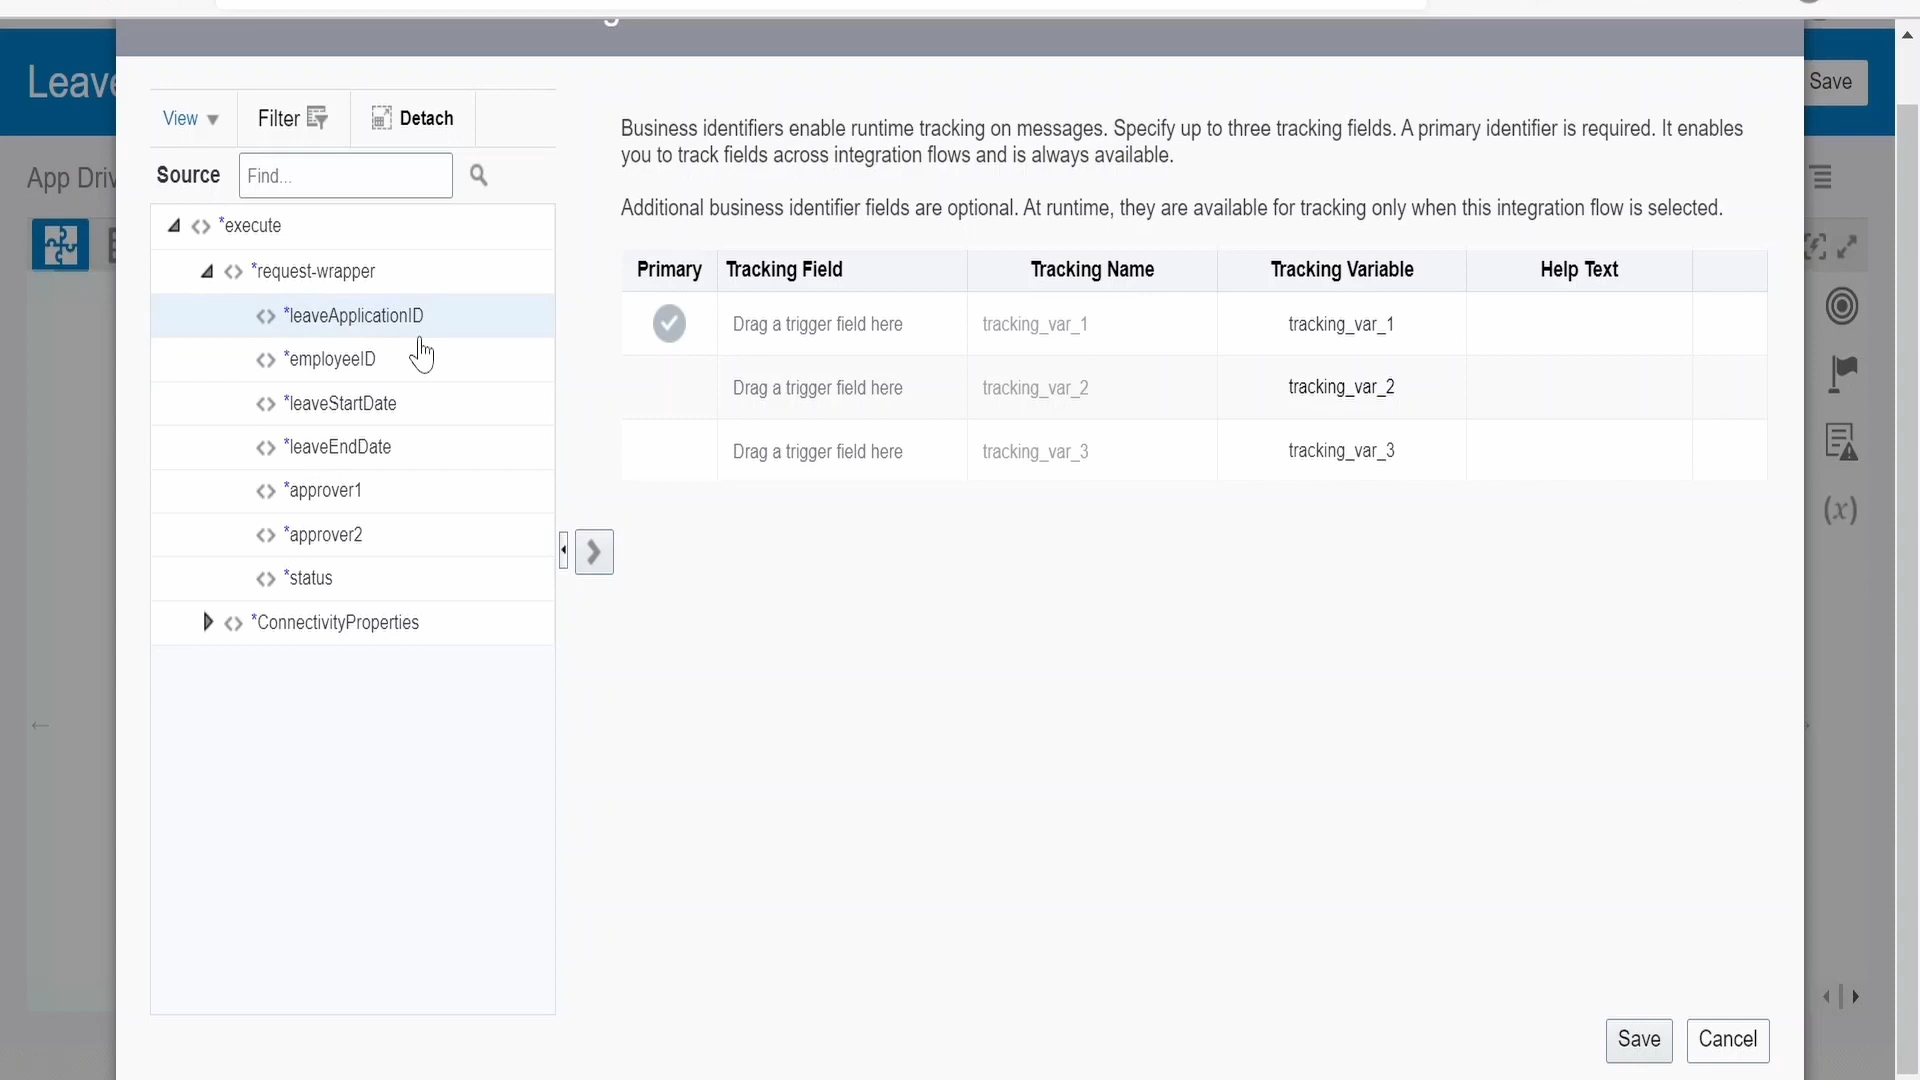 Leave
Save
App Driv
View
Filter
Detach
Source
Find...
*execute
*request-wrapper
*leaveApplicationID
*employeeID
*leaveStartDate
*leaveEndDate
*approver1
*approver2
*status
*ConnectivityProperties
Business identifiers enable runtime tracking on messages. Specify up to three tracking fields. A primary identifier is required. It enables
you to track fields across integration flows and is always available.
Additional business identifier fields are optional. At runtime, they are available for tracking only when this integration flow is selected.
Primary Tracking Field Tracking Name Tracking Variable Help Text
Drag a trigger field here tracking_var_1 tracking_var_1
Drag a trigger field here tracking_var_2 tracking_var_2
Drag a trigger field here tracking_var_3 tracking_var_3
(x)
Save Cancel